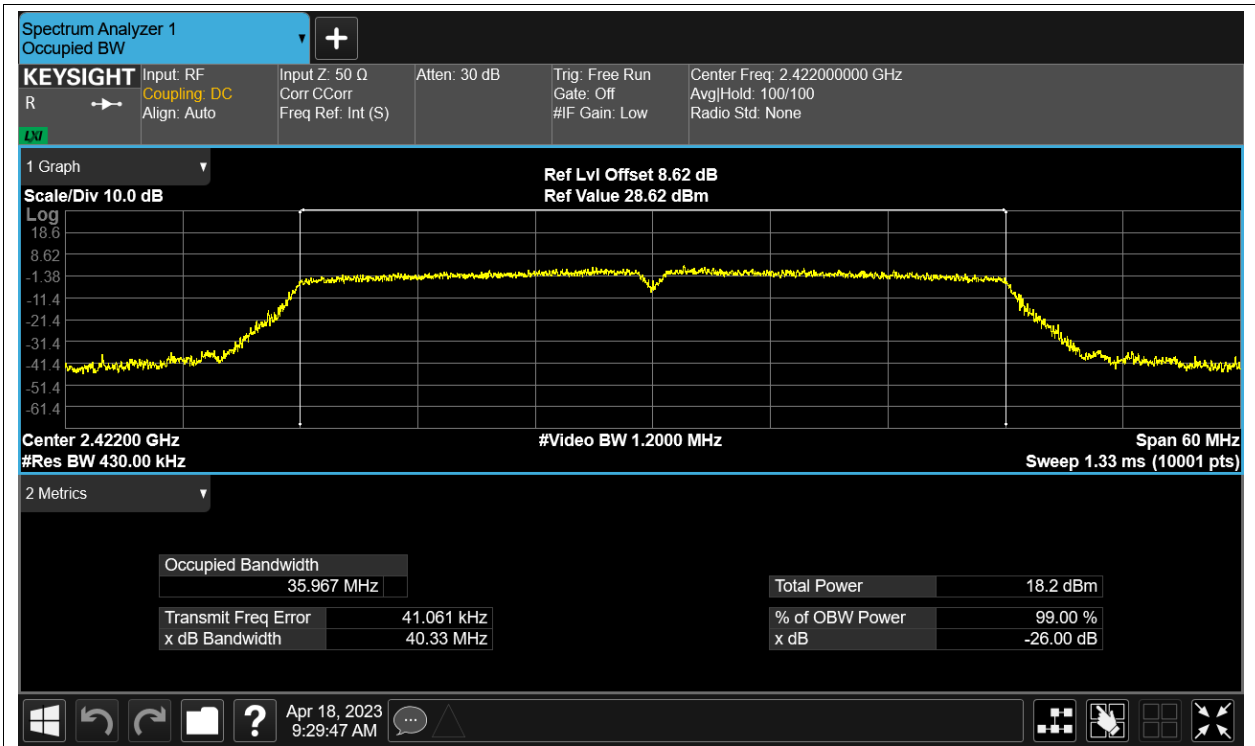 Spectrum Analyzer 1
Occupied BW
KEYSIGHT
R
LXI
Input: RF
Coupling: DC
Align: Auto
Input Z: 50 Ω
Corr CCorr
Freq Ref: Int (S)
Atten: 30 dB
Trig: Free Run
Gate: Off
#IF Gain: Low
Center Freq: 2.422000000 GHz
Avg|Hold: 100/100
Radio Std: None
1 Graph
Scale/Div 10.0 dB
Ref Lvl Offset 8.62 dB
Ref Value 28.62 dBm
Log
18.6
8.62
-1.38
-11.4
-21.4
-31.4
-41.4
-51.4
-61.4
Center 2.42200 GHz
#Video BW 1.2000 MHz
Span 60 MHz
#Res BW 430.00 kHz
Sweep 1.33 ms (10001 pts)
2 Metrics
Occupied Bandwidth
35.967 MHz
Transmit Freq Error 41.061 kHz
x dB Bandwidth 40.33 MHz
Total Power 18.2 dBm
% of OBW Power 99.00 %
x dB -26.00 dB
?
Apr 18, 2023
9:29:47 AM